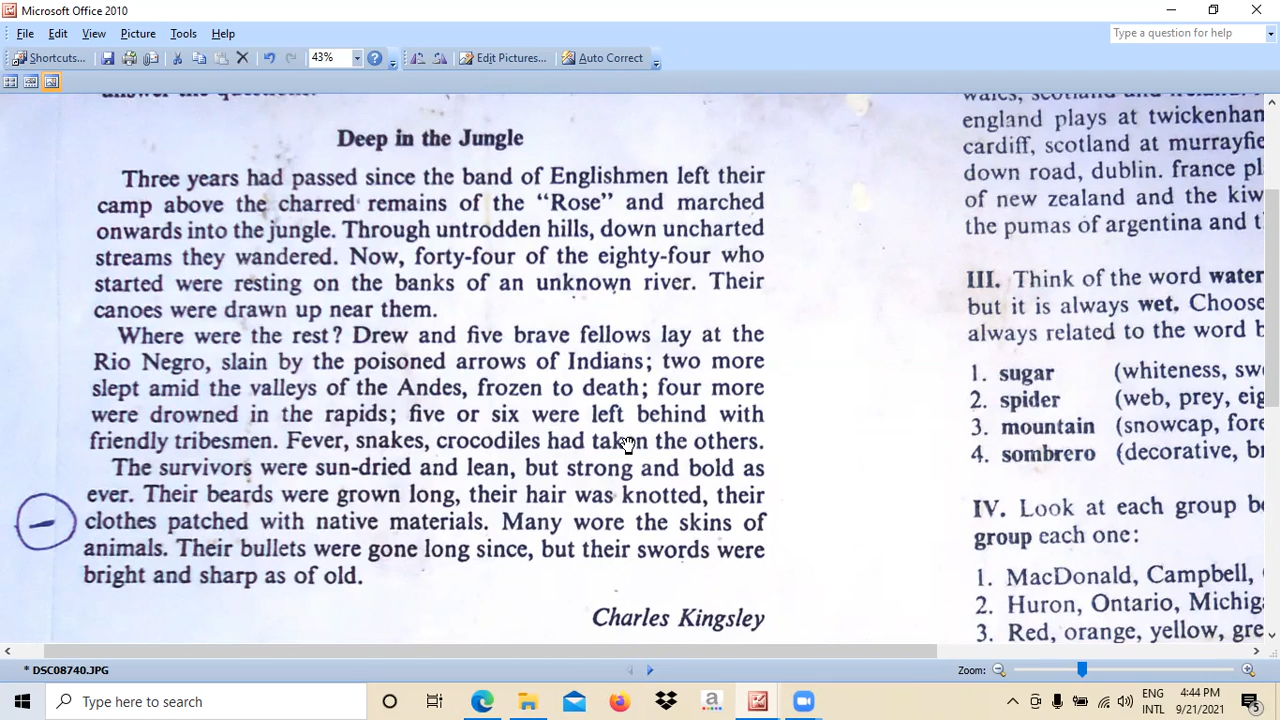 Microsoft Office 2010
File Edit View Picture Tools Help
Type a question for help
Shortcuts... 43% Edit Pictures... Auto Correct
answer the questions.
Deep in the Jungle
Three years had passed since the band of Englishmen left their
camp above the charred remains of the "Rose" and marched
onwards into the jungle. Through untrodden hills, down uncharted
streams they wandered. Now, forty-four of the eighty-four who
started were resting on the banks of an unknown river. Their
canoes were drawn up near them.
Where were the rest? Drew and five brave fellows lay at the
Rio Negro, slain by the poisoned arrows of Indians; two more
slept amid the valleys of the Andes, frozen to death; four more
were drowned in the rapids; five or six were left behind with
friendly tribesmen. Fever, snakes, crocodiles had taken the others.
The survivors were sun-dried and lean, but strong and bold as
ever. Their beards were grown long, their hair was knotted, their
clothes patched with native materials. Many wore the skins of
animals. Their bullets were gone long since, but their swords were
bright and sharp as of old.
Charles Kingsley
wales, scotland and ireland.
england plays at twickenham
cardiff, scotland at murrayfie
down road, dublin. france pl
of new zealand and the kiw
the pumas of argentina and t
III. Think of the word water
but it is always wet. Choose
always related to the word b
1. sugar (whiteness, sw
2. spider (web, prey, eig
3. mountain (snowcap, fore
4. sombrero (decorative, br
IV. Look at each group be
group each one:
1. MacDonald, Campbell,
2. Huron, Ontario, Michig
3. Red, orange, yellow, gre
* DSC08740.JPG
Zoom:
Type here to search
ENG
INTL
4:44 PM
9/21/2021
5